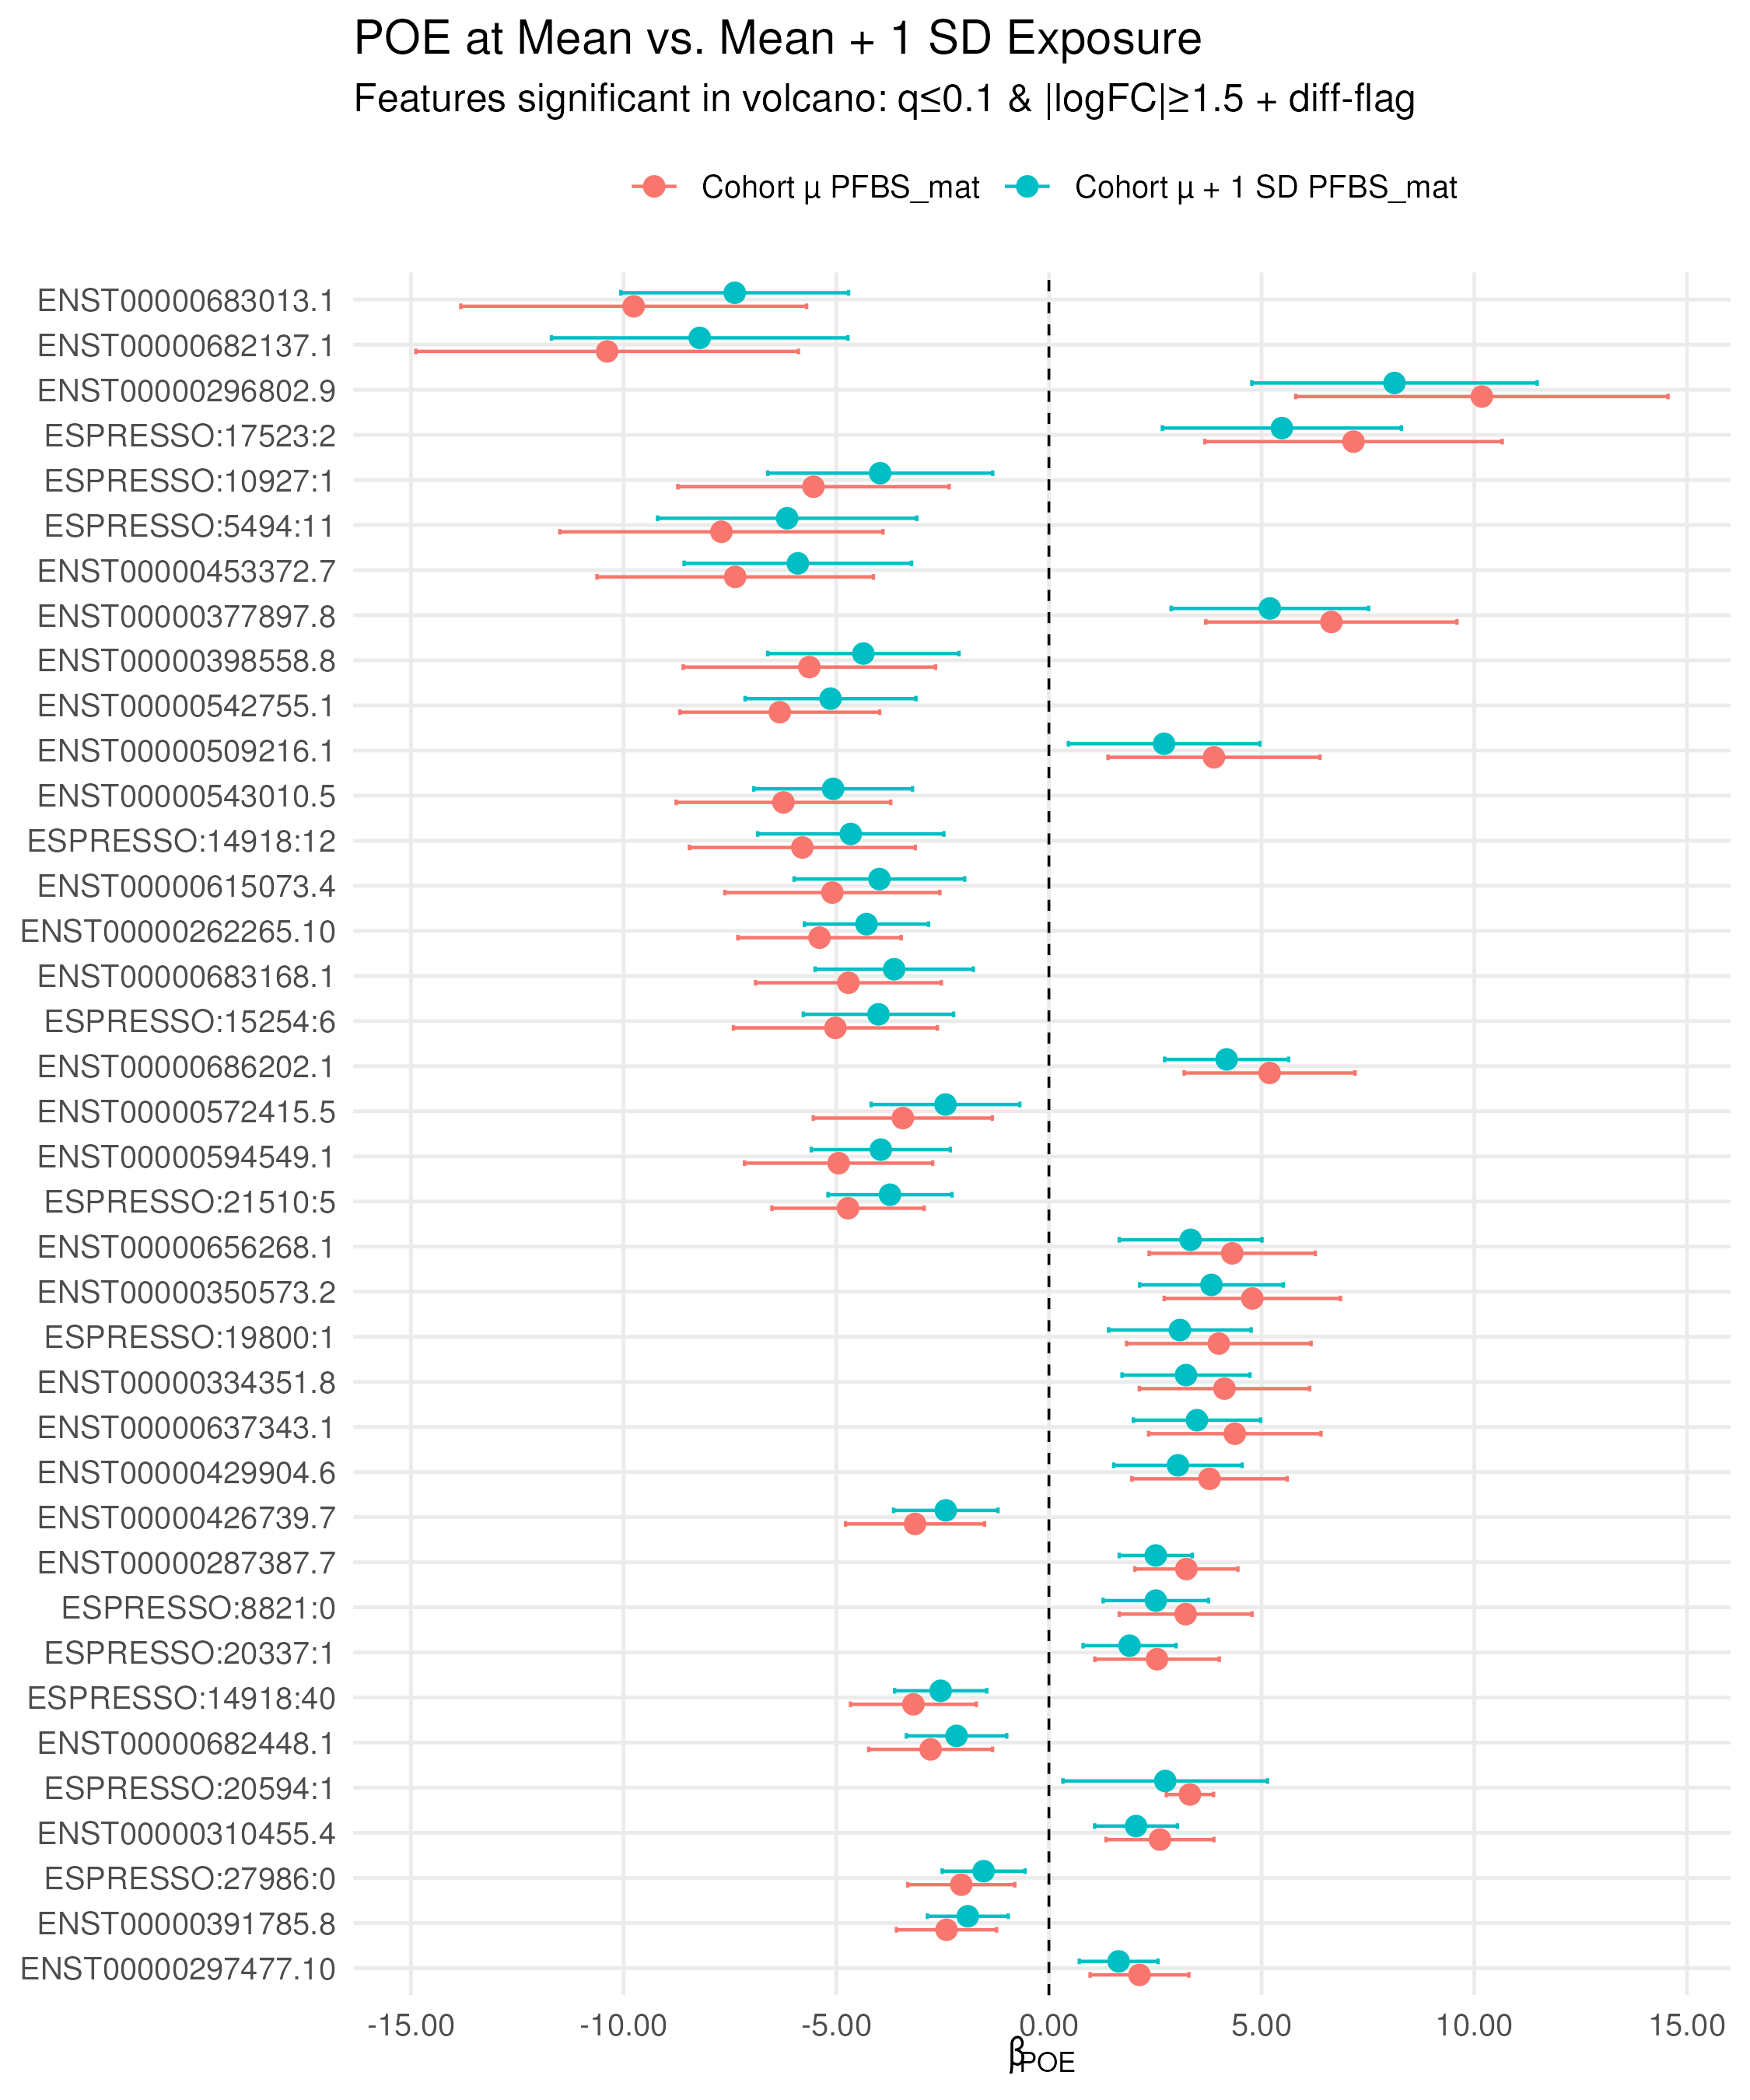 POE at Mean vs. Mean + 1 SD Exposure
Features significant in volcano: q≤0.1 & |logFC|≥1.5 + diff-flag
Cohort µ PFBS_mat Cohort µ + 1 SD PFBS_mat
ENST00000683013.1
ENST00000682137.1
ENST00000296802.9
ESPRESSO:17523:2
ESPRESSO:10927:1
ESPRESSO:5494:11
ENST00000453372.7
ENST00000377897.8
ENST00000398558.8
ENST00000542755.1
ENST00000509216.1
ENST00000543010.5
ESPRESSO:14918:12
ENST00000615073.4
ENST00000262265.10
ENST00000683168.1
ESPRESSO:15254:6
ENST00000686202.1
ENST00000572415.5
ENST00000594549.1
ESPRESSO:21510:5
ENST00000656268.1
ENST00000350573.2
ESPRESSO:19800:1
ENST00000334351.8
ENST00000637343.1
ENST00000429904.6
ENST00000426739.7
ENST00000287387.7
ESPRESSO:8821:0
ESPRESSO:20337:1
ESPRESSO:14918:40
ENST00000682448.1
ESPRESSO:20594:1
ENST00000310455.4
ESPRESSO:27986:0
ENST00000391785.8
ENST00000297477.10
-15.00 -10.00 -5.00 0.00 5.00 10.00 15.00
βPOE